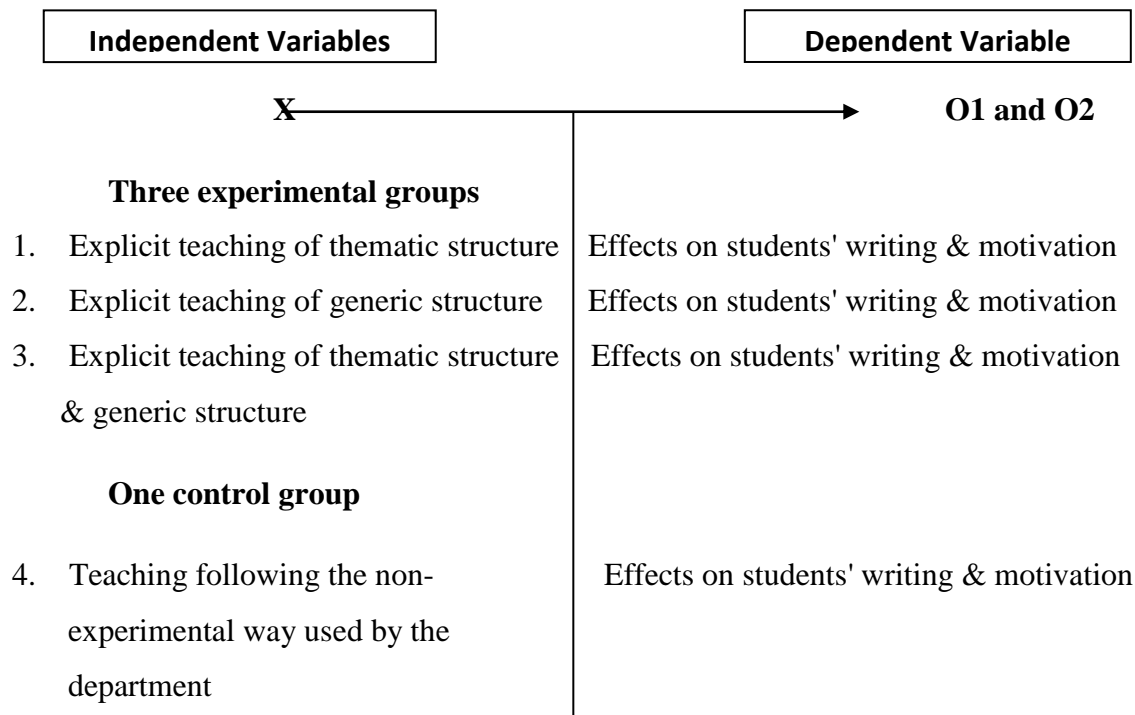 Independent Variables
Dependent Variable
X
O1 and O2
Three experimental groups
1. Explicit teaching of thematic structure
Effects on students' writing & motivation
2. Explicit teaching of generic structure
Effects on students' writing & motivation
3. Explicit teaching of thematic structure
Effects on students' writing & motivation
& generic structure
One control group
4. Teaching following the non-
Effects on students' writing & motivation
experimental way used by the
department